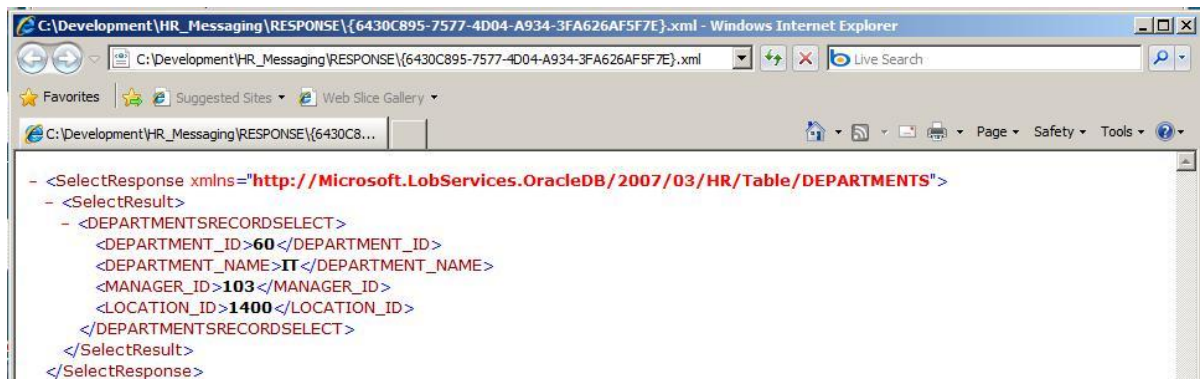 C:\Development\HR_Messaging\RESPONSE\{6430C895-7577-4D04-A934-3FA626AF5F7E}.xml - Windows Internet Explorer
C:\Development\HR_Messaging\RESPONSE\{6430C895-7577-4D04-A934-3FA626AF5F7E}.xml Live Search
Favorites Suggested Sites Web Slice Gallery
C:\Development\HR_Messaging\RESPONSE\{6430C8... Page Safety Tools
- <SelectResponse xmlns="http://Microsoft.LobServices.OracleDB/2007/03/HR/Table/DEPARTMENTS">
- <SelectResult>
- <DEPARTMENTSRECORDSELECT>
<DEPARTMENT_ID>60</DEPARTMENT_ID>
<DEPARTMENT_NAME>IT</DEPARTMENT_NAME>
<MANAGER_ID>103</MANAGER_ID>
<LOCATION_ID>1400</LOCATION_ID>
</DEPARTMENTSRECORDSELECT>
</SelectResult>
</SelectResponse>